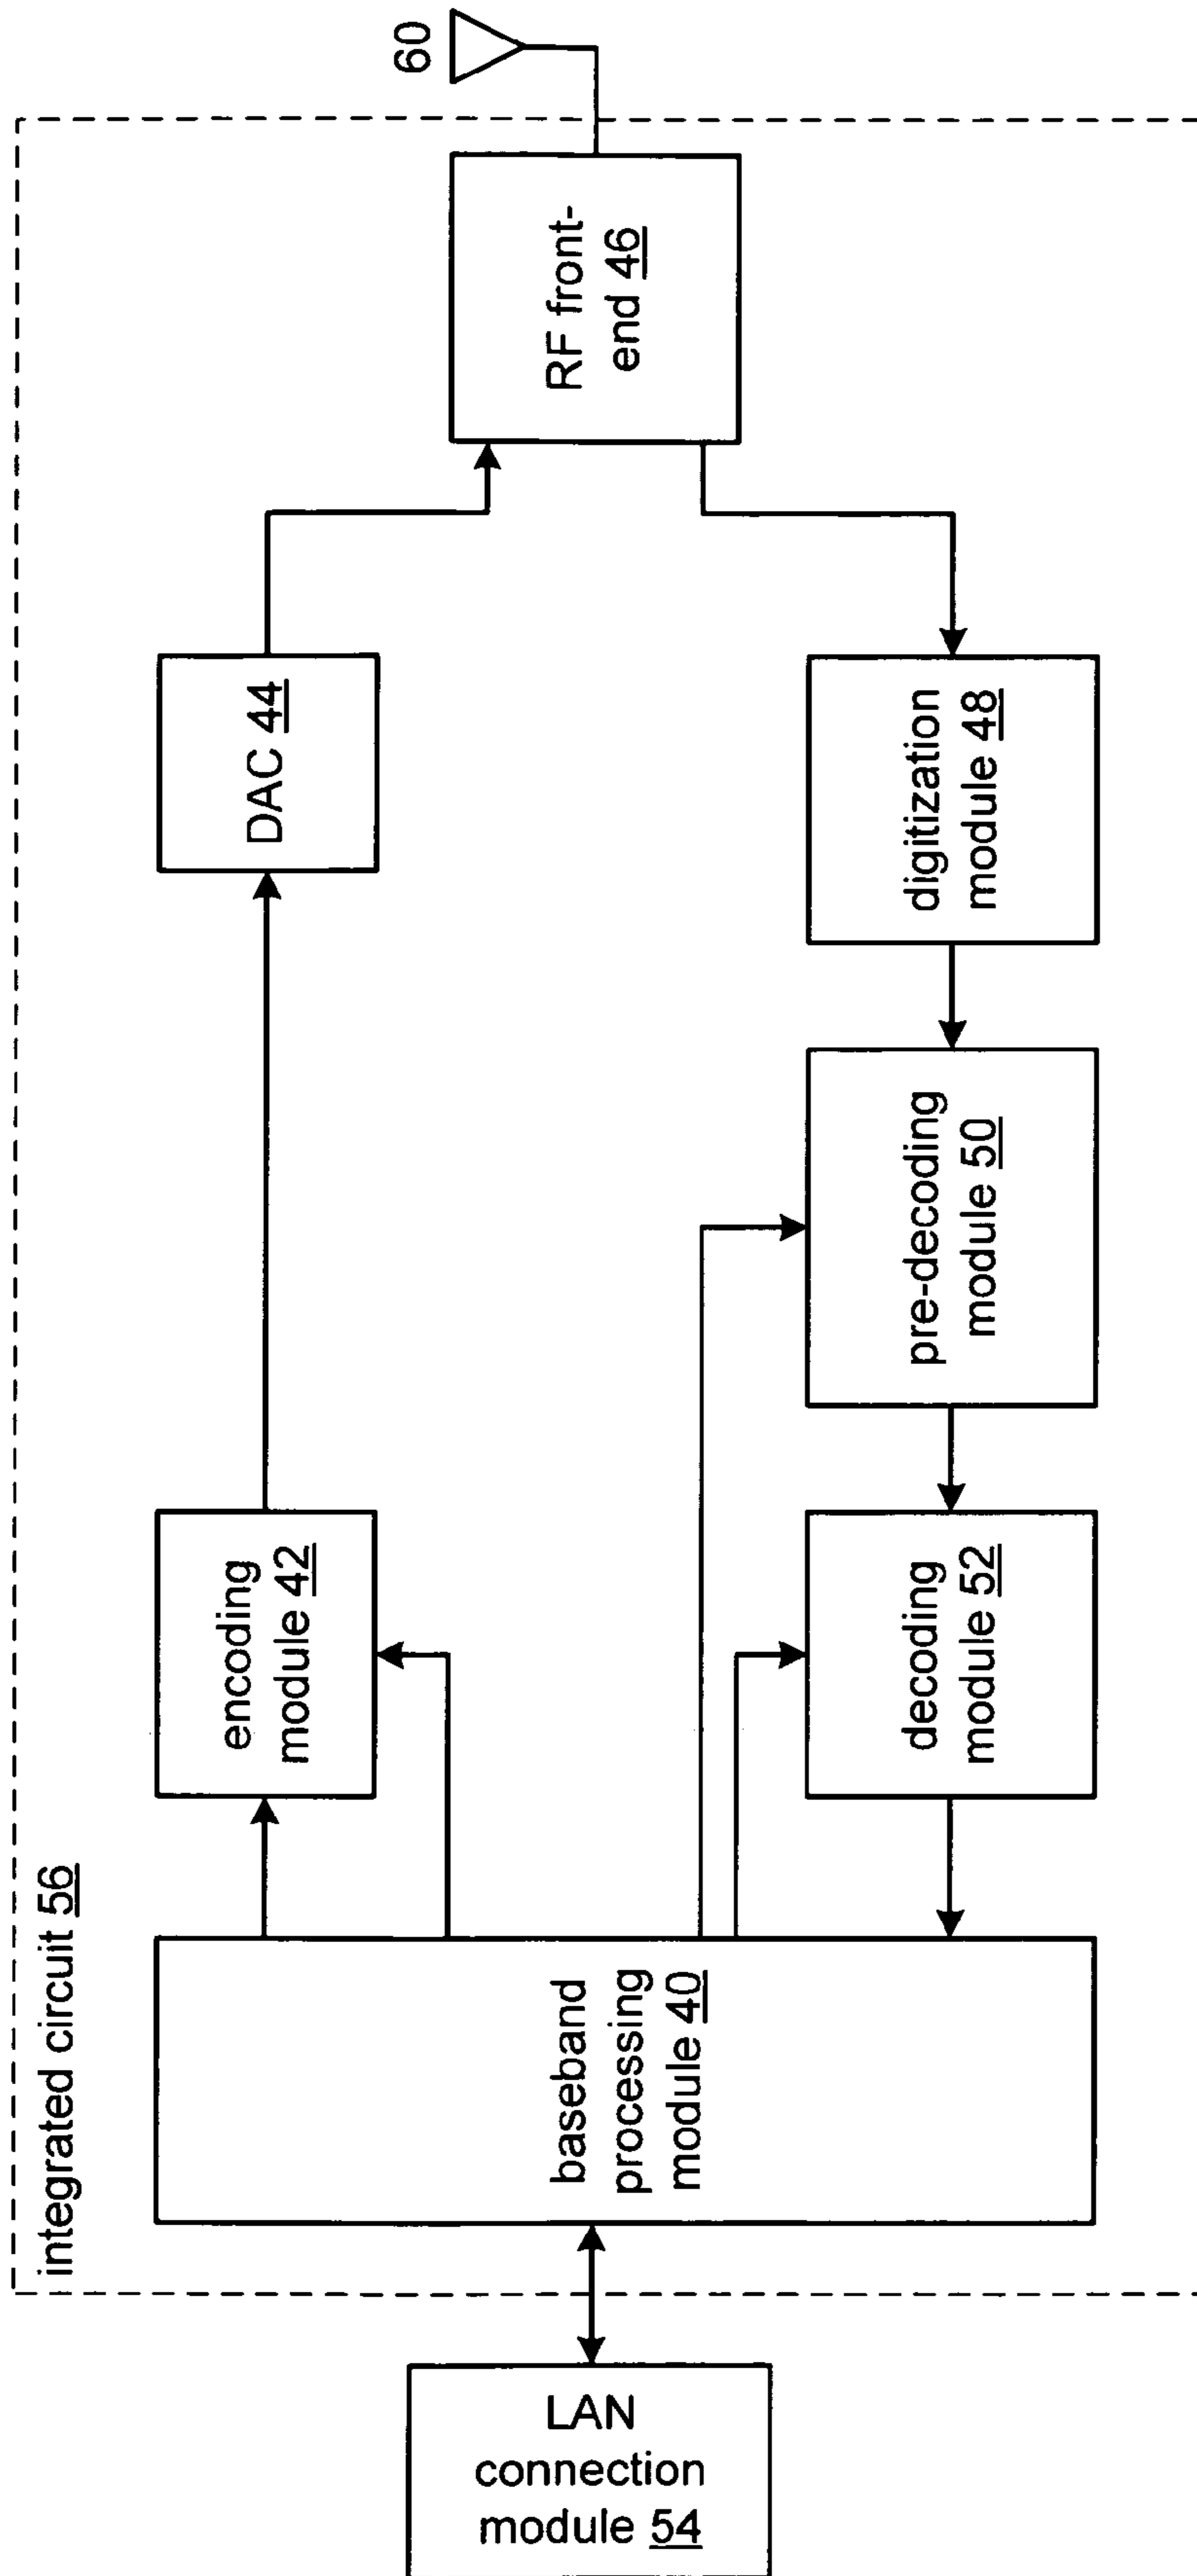 integrated circuit 56
60
RF front-
end 46
DAC 44
encoding
module 42
digitization
module 48
pre-decoding
module 50
decoding
module 52
baseband
processing
module 40
LAN
connection
module 54